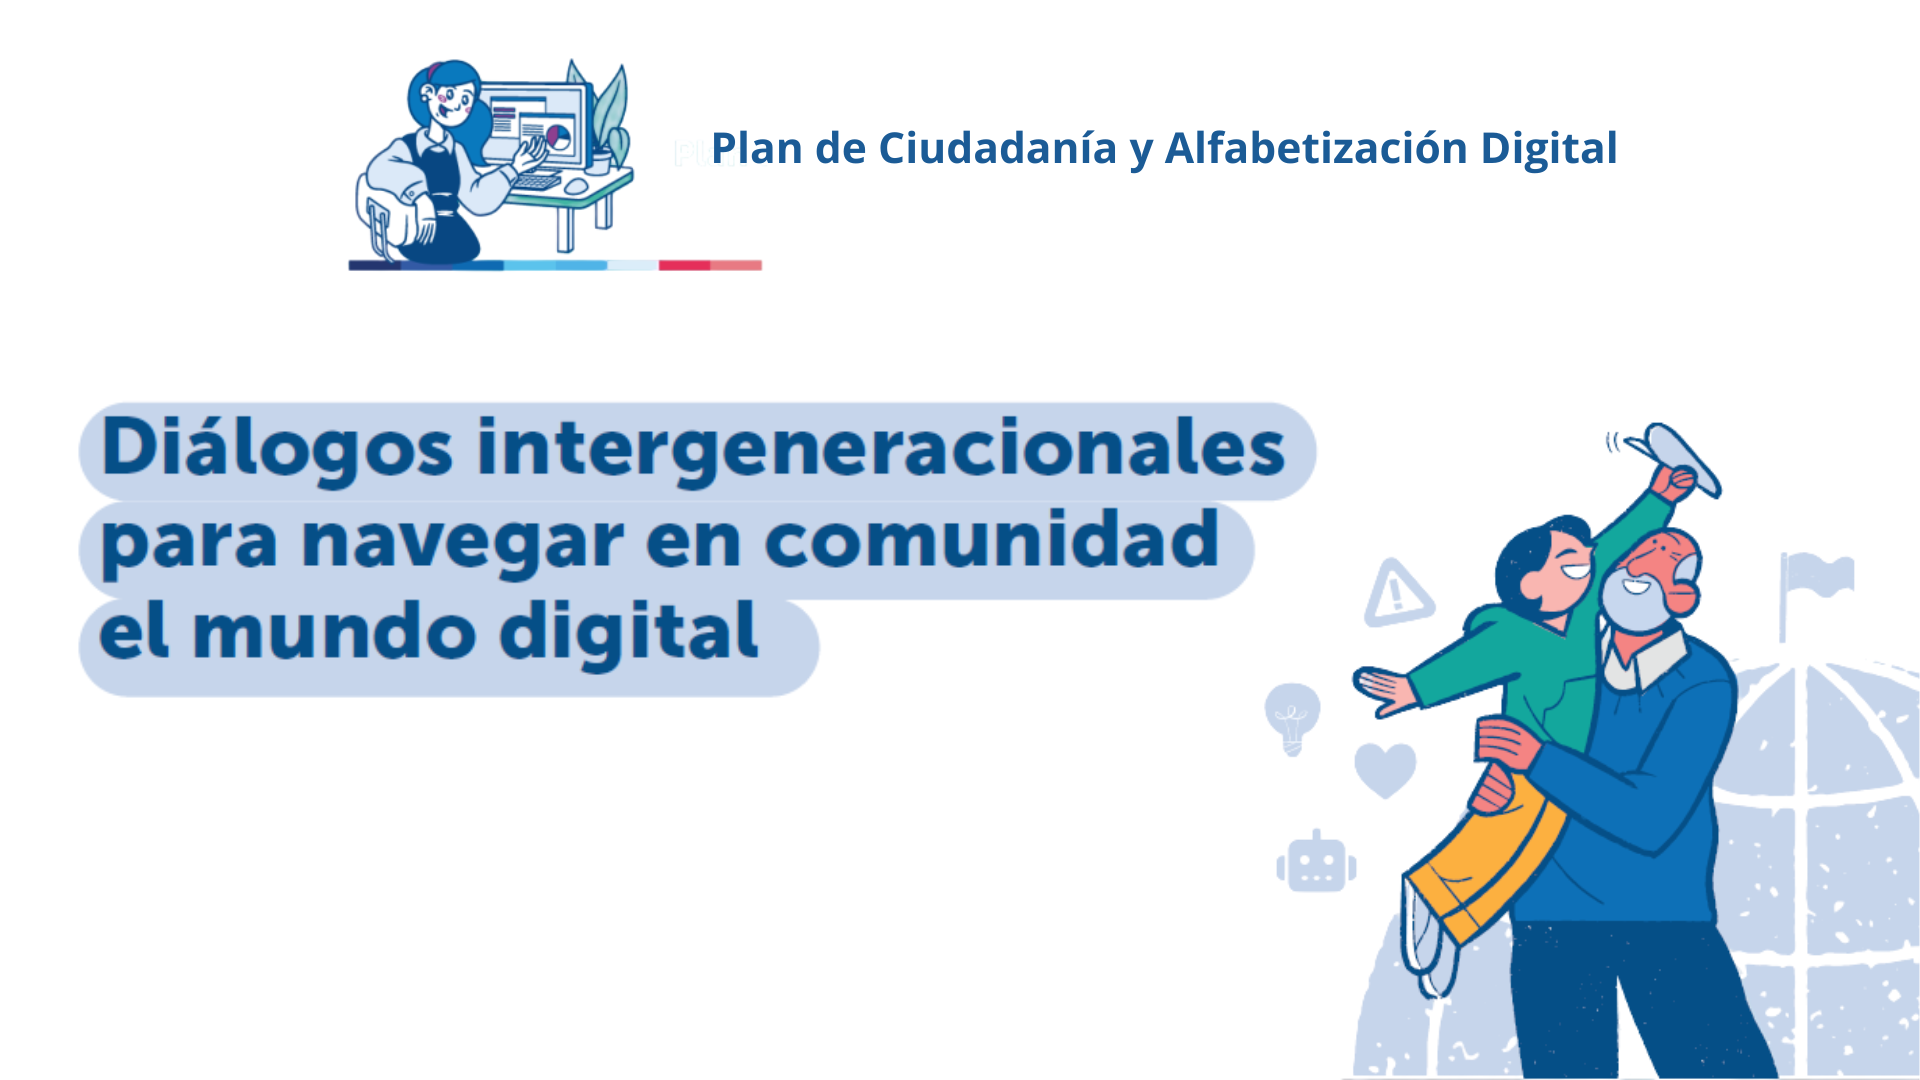 Plan de Ciudadanía y Alfabetización Digital
Diálogos intergeneracionales
para navegar en comunidad
el mundo digital